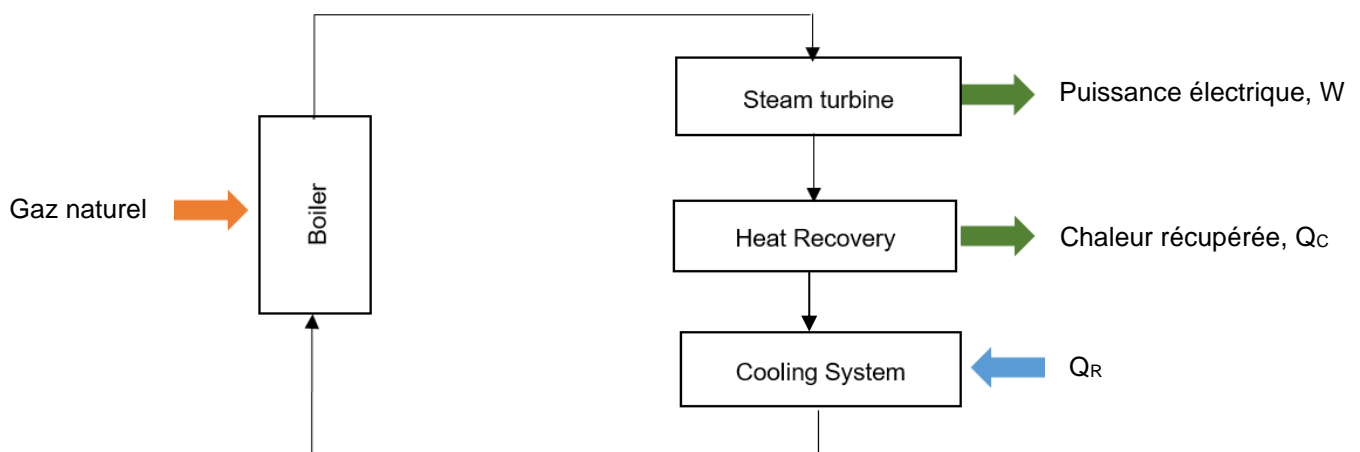 Steam turbine
Puissance électrique, W
Gaz naturel
Boiler
Heat Recovery
Chaleur récupérée, QC
Cooling System
QR